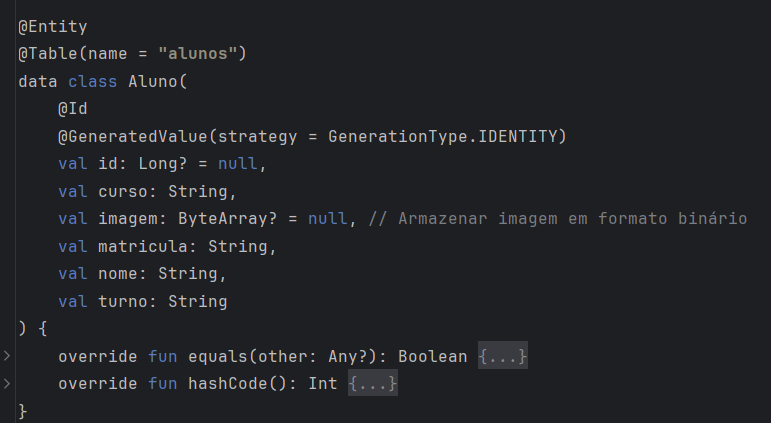 @Entity
@Table(name = "alunos")
data class Aluno(
    @Id
    @GeneratedValue(strategy = GenerationType.IDENTITY)
    val id: Long? = null,
    val curso: String,
    val imagem: ByteArray? = null, // Armazenar imagem em formato binário
    val matricula: String,
    val nome: String,
    val turno: String
) {
    override fun equals(other: Any?): Boolean {...}
    override fun hashCode(): Int {...}
}